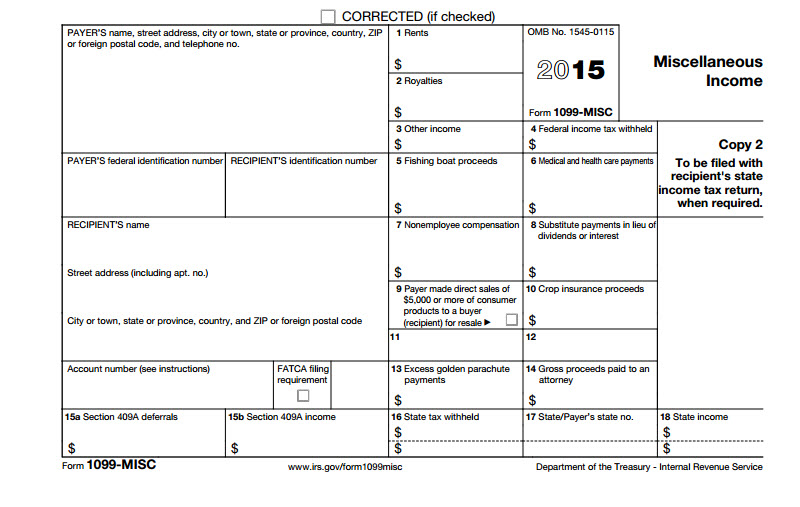 CORRECTED (if checked)
PAYER'S name, street address, city or town, state or province, country, ZIP
or foreign postal code, and telephone no.
1 Rents
$
2 Royalties
$
OMB No. 1545-0115
2015
Form 1099-MISC
Miscellaneous
Income
3 Other income
$
4 Federal income tax withheld
$
Copy 2
To be filed with
recipient's state
income tax return,
when required.
PAYER'S federal identification number
RECIPIENT'S identification number
5 Fishing boat proceeds
$
6 Medical and health care payments
$
RECIPIENT'S name
Street address (including apt. no.)
City or town, state or province, country, and ZIP or foreign postal code
7 Nonemployee compensation
$
8 Substitute payments in lieu of
dividends or interest
$
9 Payer made direct sales of
$5,000 or more of consumer
products to a buyer
(recipient) for resale ▶
10 Crop insurance proceeds
$
11
12
Account number (see instructions)
FATCA filing
requirement
13 Excess golden parachute
payments
$
14 Gross proceeds paid to an
attorney
$
15a Section 409A deferrals
$
15b Section 409A income
$
16 State tax withheld
$
$
17 State/Payer's state no.
18 State income
$
$
Form 1099-MISC
www.irs.gov/form1099misc
Department of the Treasury - Internal Revenue Service